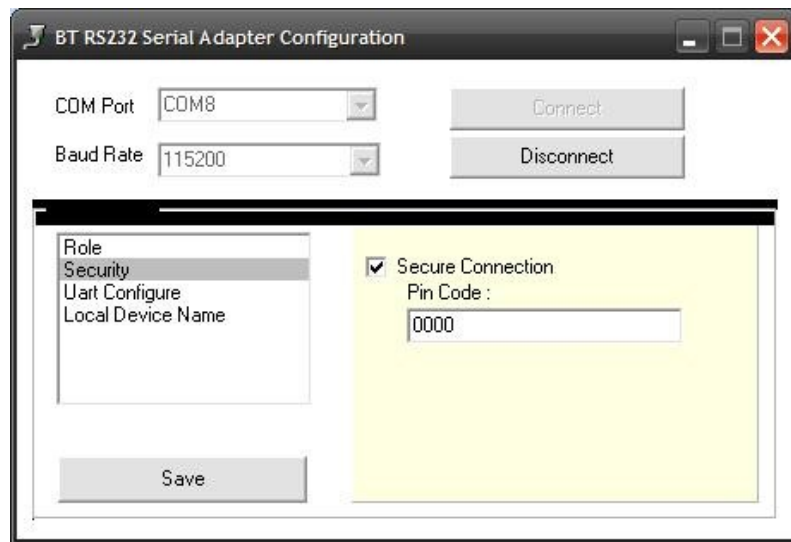 BT RS232 Serial Adapter Configuration
COM Port
COM8
Connect
Baud Rate
115200
Disconnect
Role
Security
Uart Configure
Local Device Name
Secure Connection
Pin Code :
0000
Save